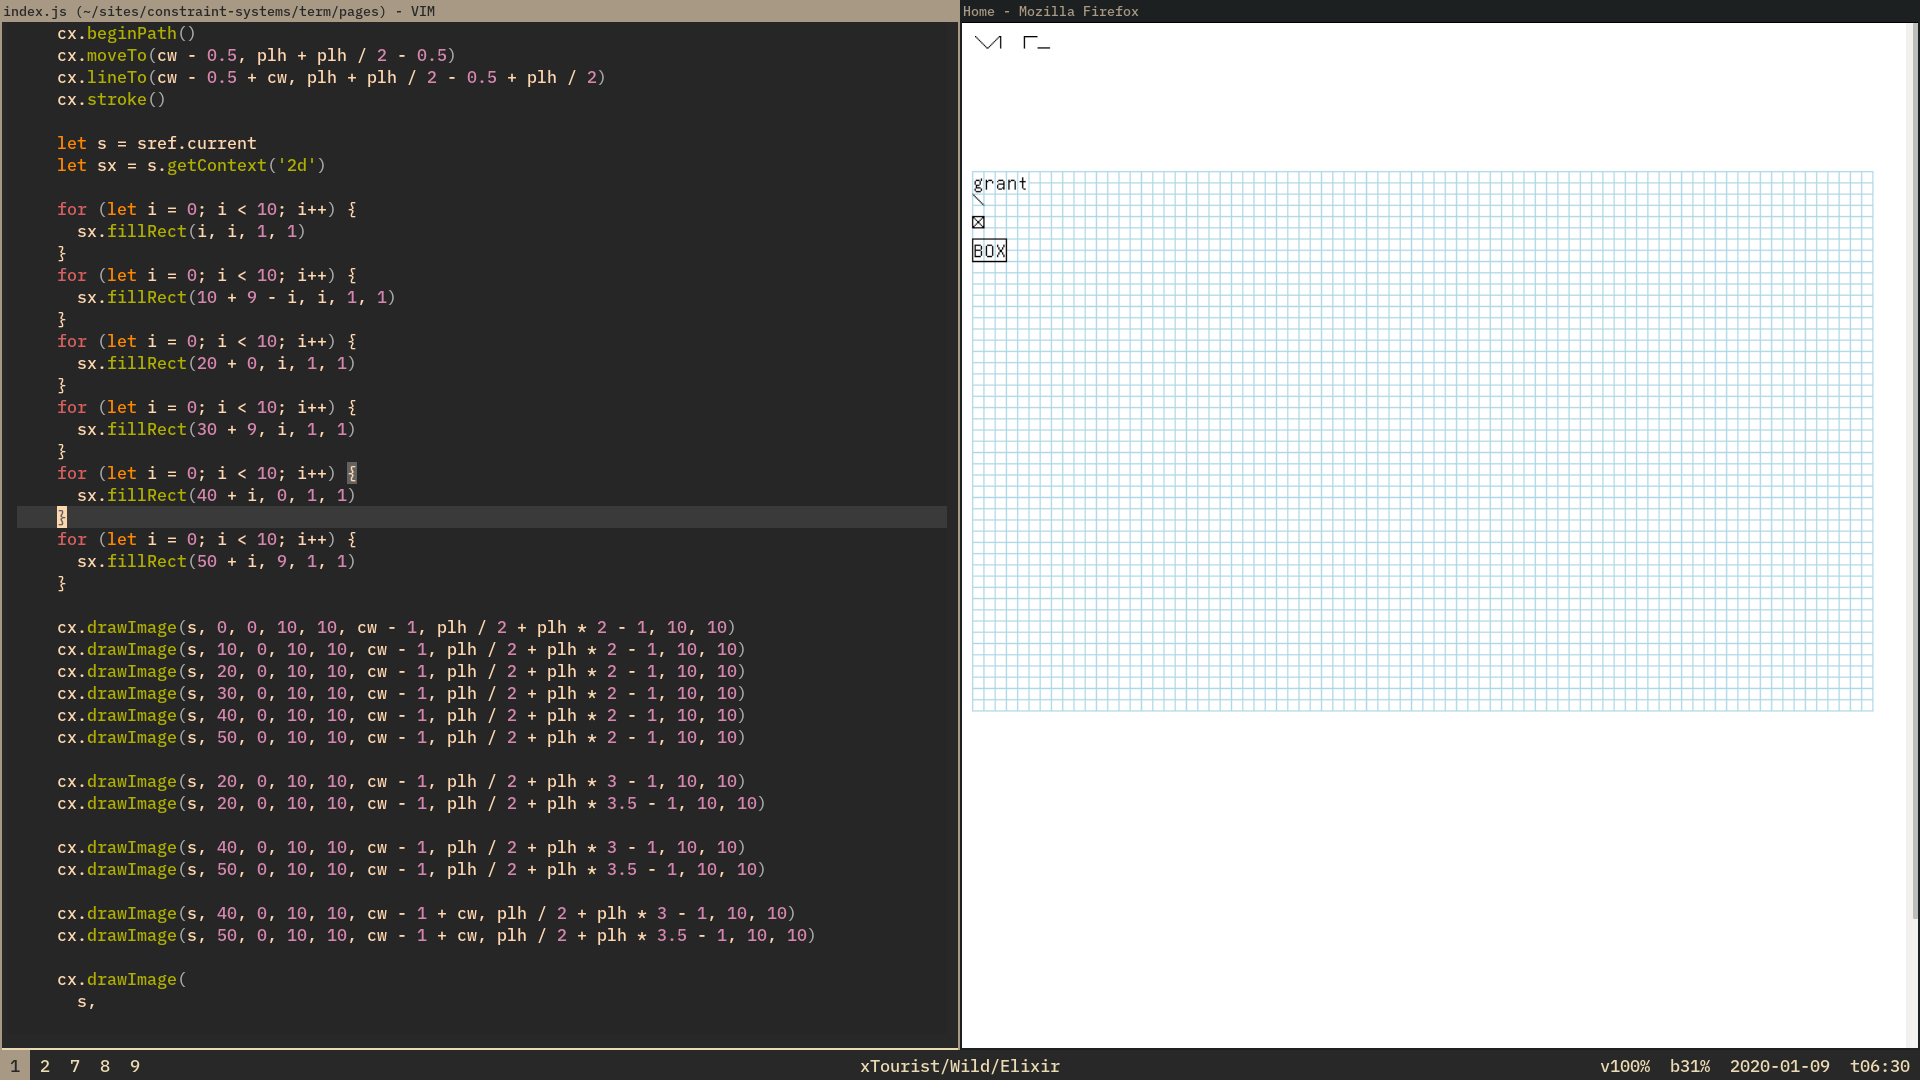 index.js (~/sites/constraint-systems/term/pages) - VIM
cx.beginPath()
cx.moveTo(cw - 0.5, plh + plh / 2 - 0.5)
cx.lineTo(cw - 0.5 + cw, plh + plh / 2 - 0.5 + plh / 2)
cx.stroke()
let s = sref.current
let sx = s.getContext('2d')
for (let i = 0; i < 10; i++) {
sx.fillRect(i, i, 1, 1)
}
for (let i = 0; i < 10; i++) {
sx.fillRect(10 + 9 - i, i, 1, 1)
}
for (let i = 0; i < 10; i++) {
sx.fillRect(20 + 0, i, 1, 1)
}
for (let i = 0; i < 10; i++) {
sx.fillRect(30 + 9, i, 1, 1)
}
for (let i = 0; i < 10; i++) {
sx.fillRect(40 + i, 0, 1, 1)
}
for (let i = 0; i < 10; i++) {
sx.fillRect(50 + i, 9, 1, 1)
}
cx.drawImage(s, 0, 0, 10, 10, cw - 1, plh / 2 + plh * 2 - 1, 10, 10)
cx.drawImage(s, 10, 0, 10, 10, cw - 1, plh / 2 + plh * 2 - 1, 10, 10)
cx.drawImage(s, 20, 0, 10, 10, cw - 1, plh / 2 + plh * 2 - 1, 10, 10)
cx.drawImage(s, 30, 0, 10, 10, cw - 1, plh / 2 + plh * 2 - 1, 10, 10)
cx.drawImage(s, 40, 0, 10, 10, cw - 1, plh / 2 + plh * 2 - 1, 10, 10)
cx.drawImage(s, 50, 0, 10, 10, cw - 1, plh / 2 + plh * 2 - 1, 10, 10)
cx.drawImage(s, 20, 0, 10, 10, cw - 1, plh / 2 + plh * 3 - 1, 10, 10)
cx.drawImage(s, 20, 0, 10, 10, cw - 1, plh / 2 + plh * 3.5 - 1, 10, 10)
cx.drawImage(s, 40, 0, 10, 10, cw - 1, plh / 2 + plh * 3 - 1, 10, 10)
cx.drawImage(s, 50, 0, 10, 10, cw - 1, plh / 2 + plh * 3.5 - 1, 10, 10)
cx.drawImage(s, 40, 0, 10, 10, cw - 1 + cw, plh / 2 + plh * 3 - 1, 10, 10)
cx.drawImage(s, 50, 0, 10, 10, cw - 1 + cw, plh / 2 + plh * 3.5 - 1, 10, 10)
cx.drawImage(
s,
Home - Mozilla Firefox
grant
BOX
1 2 7 8 9
xTourist/Wild/Elixir
v100% b31% 2020-01-09 t06:30